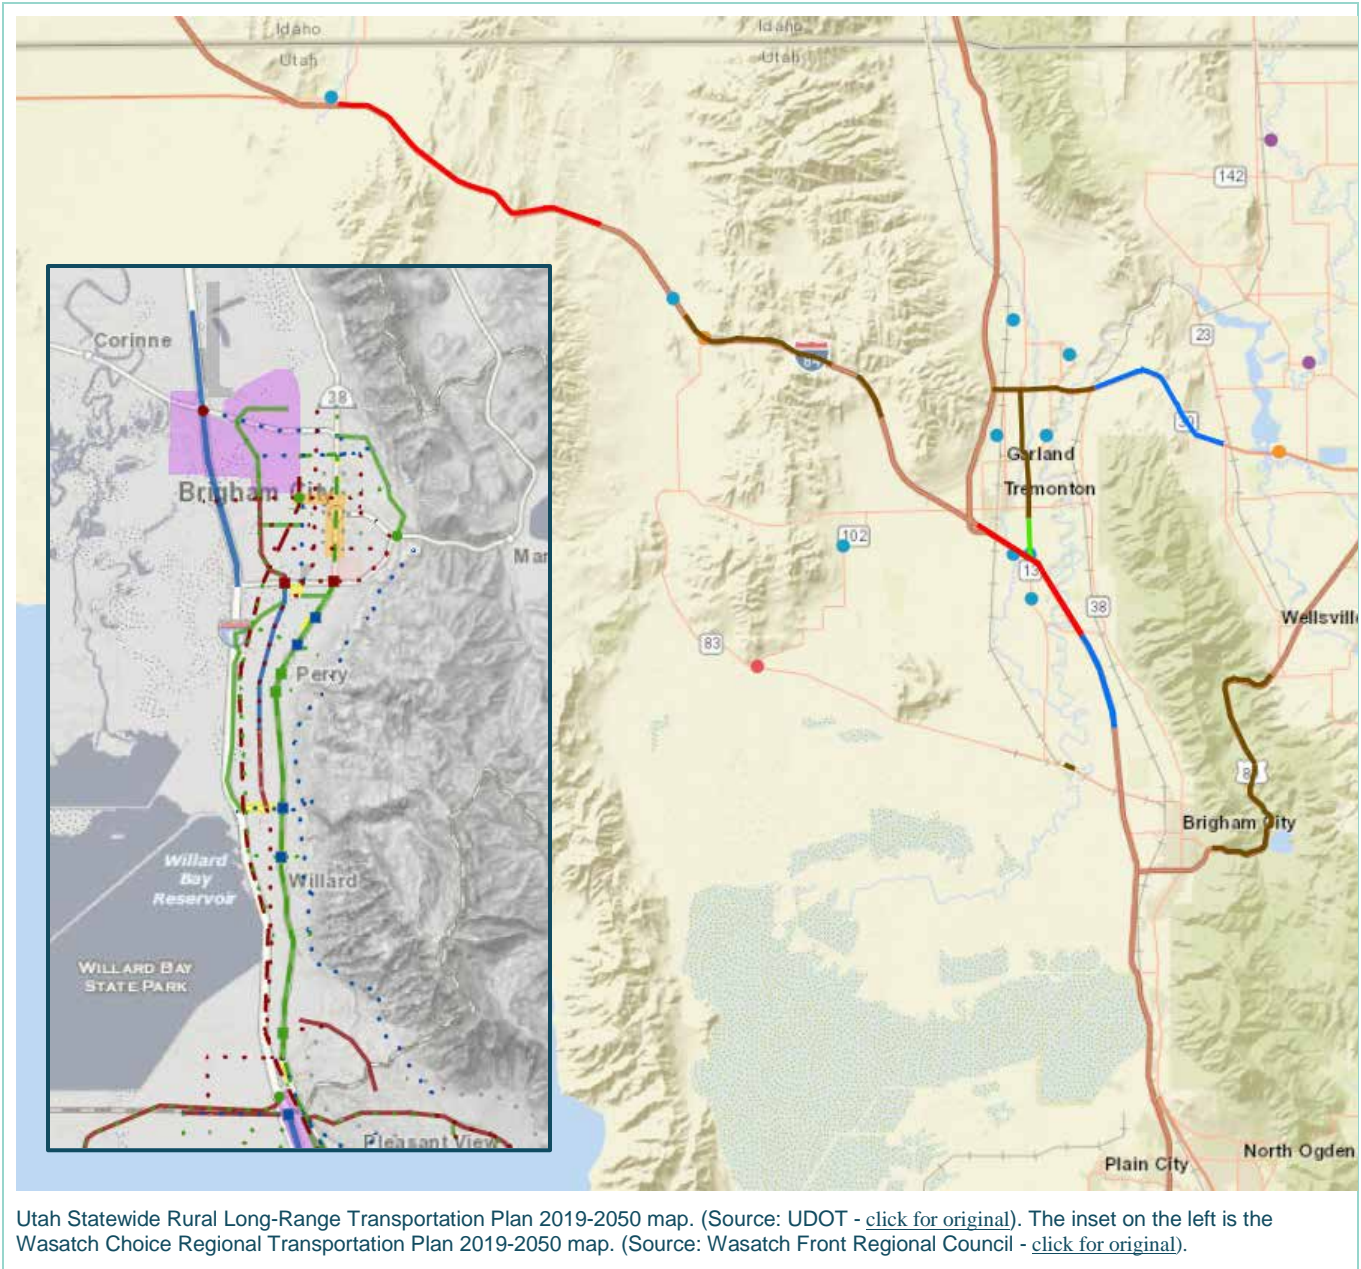 Idaho
Idaho
Utah
Utah
142
23
Corinne
84
38
30
Garland
Brigham City
Tremonton
102
Man
13
38
Wellsville
83
Perry
Brigham City
Willard
Bay
Reservoir
Willard
WILLARD BAY
STATE PARK
Pleasant View
North Ogden
Plain City
Utah Statewide Rural Long-Range Transportation Plan 2019-2050 map. (Source: UDOT - click for original). The inset on the left is the
Wasatch Choice Regional Transportation Plan 2019-2050 map. (Source: Wasatch Front Regional Council - click for original).